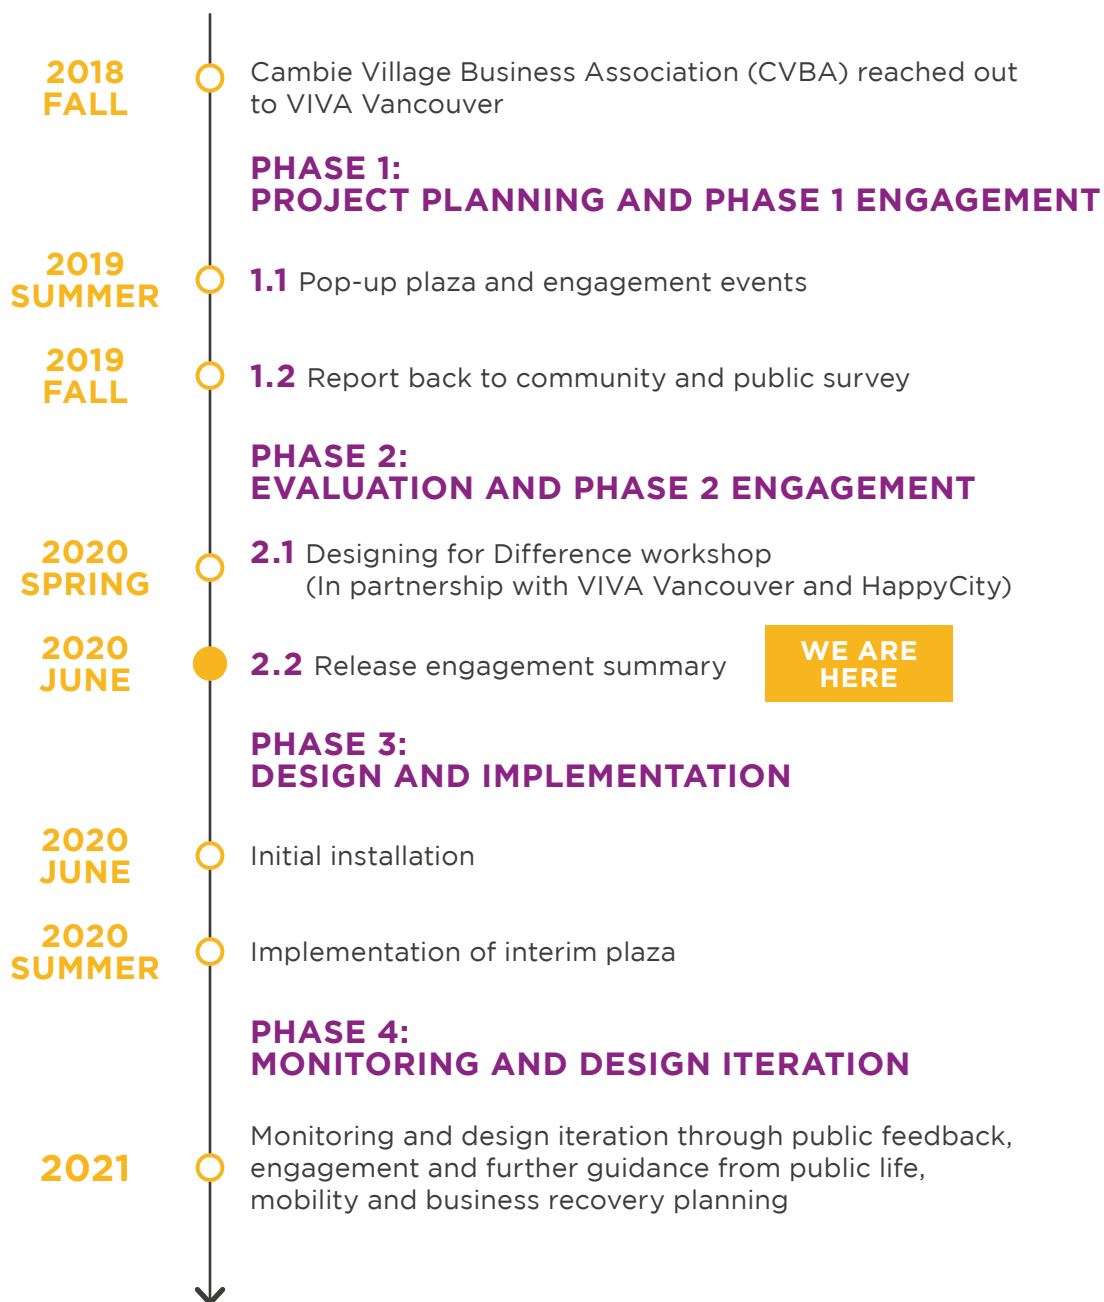 2018
FALL
Cambie Village Business Association (CVBA) reached out
to VIVA Vancouver
PHASE 1:
PROJECT PLANNING AND PHASE 1 ENGAGEMENT
2019
SUMMER
1.1 Pop-up plaza and engagement events
2019
FALL
1.2 Report back to community and public survey
PHASE 2:
EVALUATION AND PHASE 2 ENGAGEMENT
2020
SPRING
2.1 Designing for Difference workshop
(In partnership with VIVA Vancouver and HappyCity)
2020
JUNE
2.2 Release engagement summary
WE ARE
HERE
PHASE 3:
DESIGN AND IMPLEMENTATION
2020
JUNE
Initial installation
2020
SUMMER
Implementation of interim plaza
PHASE 4:
MONITORING AND DESIGN ITERATION
2021
Monitoring and design iteration through public feedback,
engagement and further guidance from public life,
mobility and business recovery planning